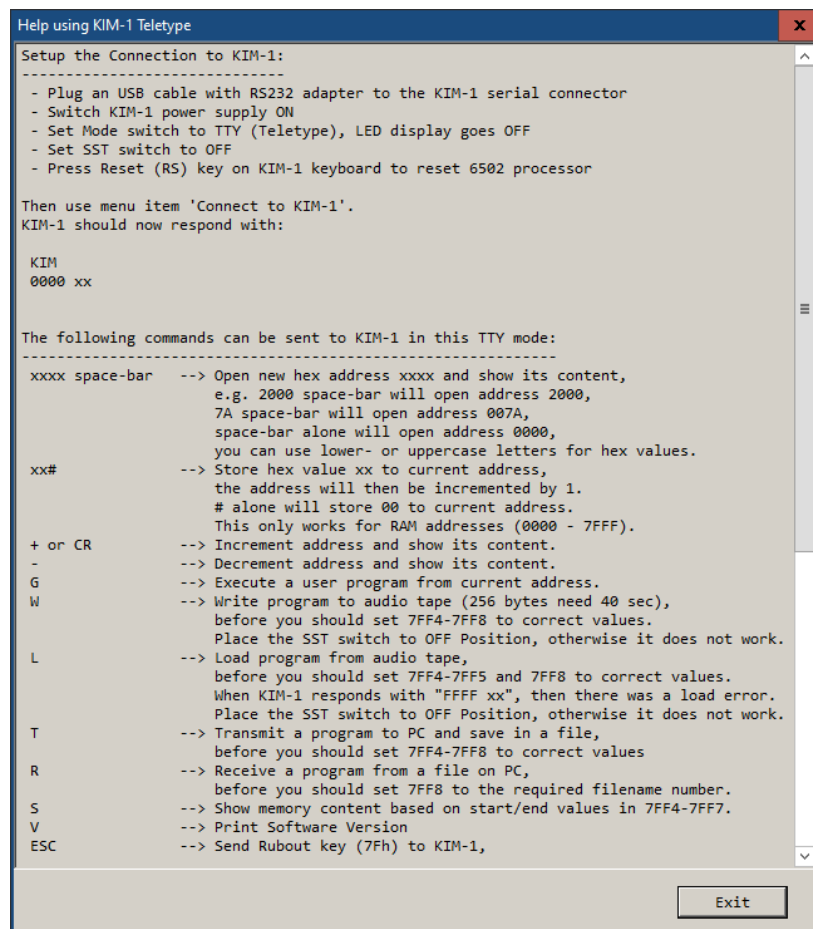 Help using KIM-1 Teletype
x
Setup the Connection to KIM-1:
------------------------------
- Plug an USB cable with RS232 adapter to the KIM-1 serial connector
- Switch KIM-1 power supply ON
- Set Mode switch to TTY (Teletype), LED display goes OFF
- Set SST switch to OFF
- Press Reset (RS) key on KIM-1 keyboard to reset 6502 processor
Then use menu item 'Connect to KIM-1'.
KIM-1 should now respond with:
KIM
0000 xx
The following commands can be sent to KIM-1 in this TTY mode:
-------------------------------------------------------------
xxxx space-bar --> Open new hex address xxxx and show its content,
e.g. 2000 space-bar will open address 2000,
7A space-bar will open address 007A,
space-bar alone will open address 0000,
you can use lower- or uppercase letters for hex values.
xx# --> Store hex value xx to current address,
the address will then be incremented by 1.
# alone will store 00 to current address.
This only works for RAM addresses (0000 - 7FFF).
+ or CR --> Increment address and show its content.
- --> Decrement address and show its content.
G --> Execute a user program from current address.
W --> Write program to audio tape (256 bytes need 40 sec),
before you should set 7FF4-7FF8 to correct values.
Place the SST switch to OFF Position, otherwise it does not work.
L --> Load program from audio tape,
before you should set 7FF4-7FF5 and 7FF8 to correct values.
When KIM-1 responds with "FFFF xx", then there was a load error.
Place the SST switch to OFF Position, otherwise it does not work.
T --> Transmit a program to PC and save in a file,
before you should set 7FF4-7FF8 to correct values
R --> Receive a program from a file on PC,
before you should set 7FF8 to the required filename number.
S --> Show memory content based on start/end values in 7FF4-7FF7.
V --> Print Software Version
ESC --> Send Rubout key (7Fh) to KIM-1,
Exit